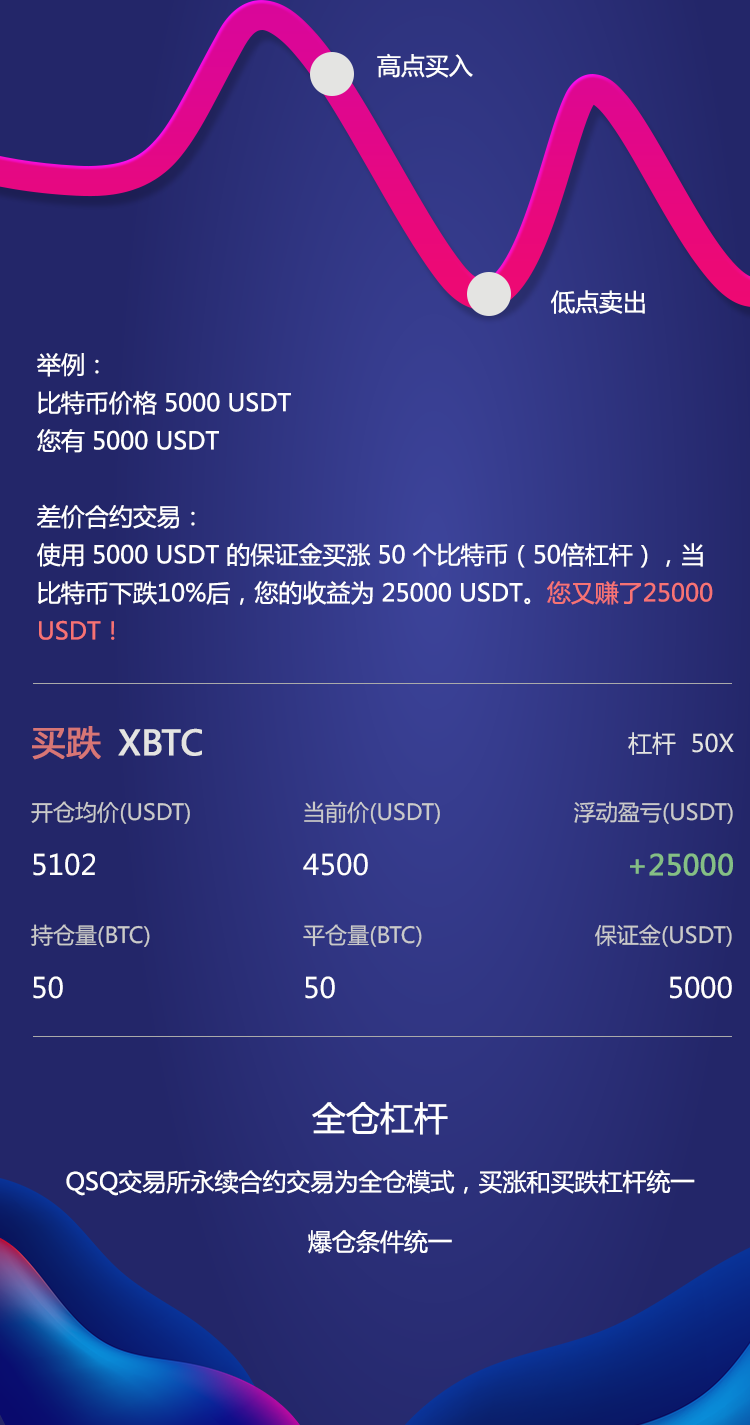 高点买入
低点卖出
举例：
比特币价格 5000 USDT
您有 5000 USDT
差价合约交易：
使用 5000 USDT 的保证金买涨 50 个比特币（50倍杠杆），当
比特币下跌10%后，您的收益为 25000 USDT。您又赚了25000
USDT！
买跌 XBTC 杠杆 50X
开仓均价(USDT) 当前价(USDT) 浮动盈亏(USDT)
5102 4500 +25000
持仓量(BTC) 平仓量(BTC) 保证金(USDT)
50 50 5000
全仓杠杆
QSQ交易所永续合约交易为全仓模式，买涨和买跌杠杆统一
爆仓条件统一